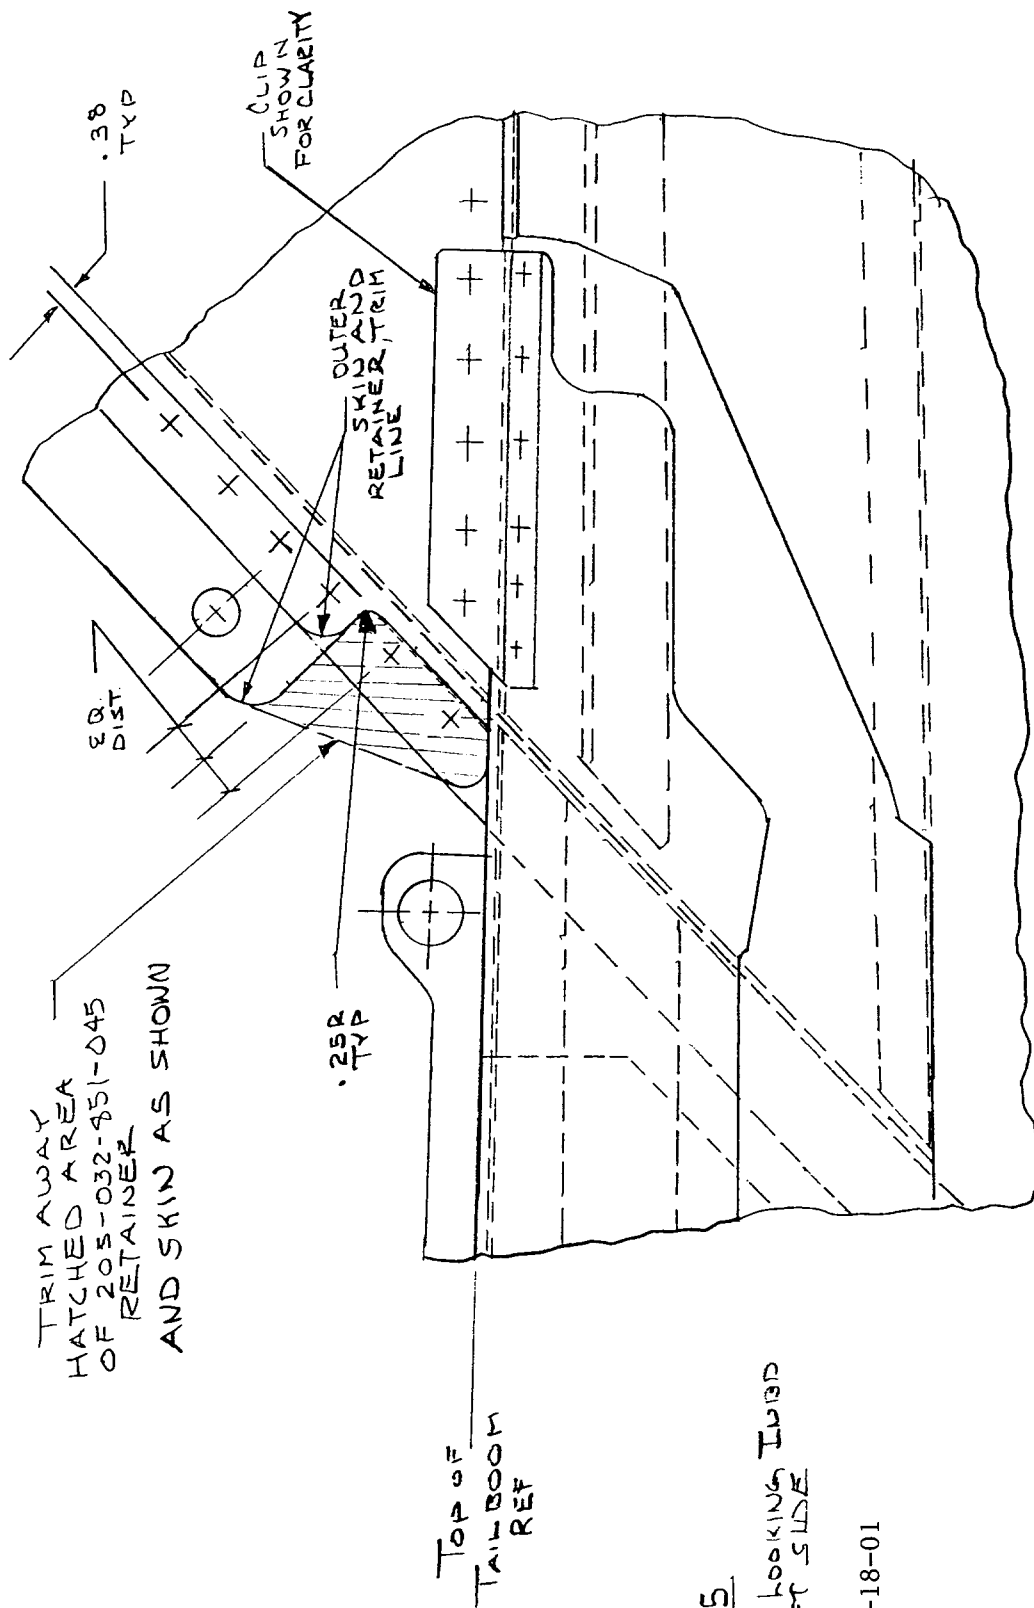 TRIM AWAY
HATCHED AREA
OF 205-032-851-045
RETAINER
AND SKIN AS SHOWN
EQ.
DIST.
.38
TYP
CLIP
SHOWN
FOR CLARITY
OUTER
SKIN AND
RETAINER TRIM
LINE
.25R
TYP
TOP OF
TAILBOOM
REF
5
LOOKING INBD
SIDE
-18-01